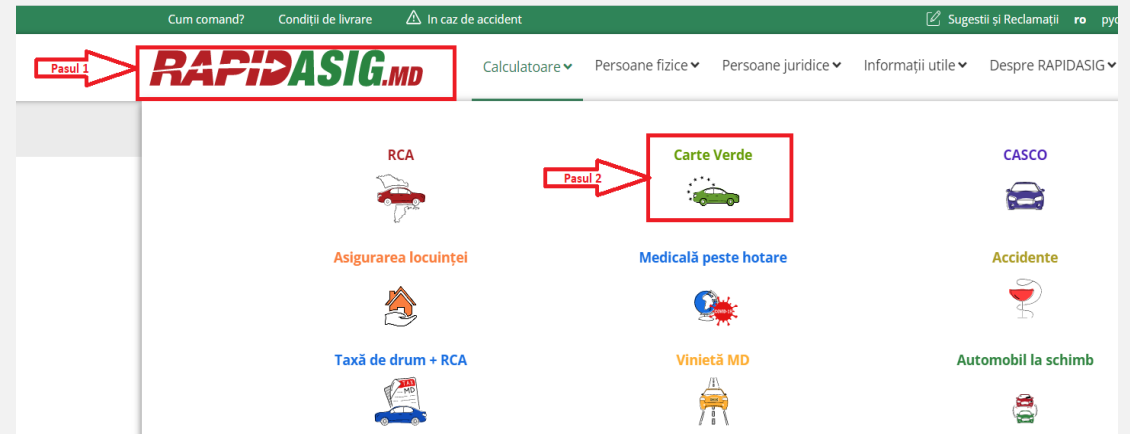 Cum comand? Condiții de livrare In caz de accident Sugestii și Reclamații ro рус
Pasul 1 RAPIDASIG.MD Calculatoare Persoane fizice Persoane juridice Informații utile Despre RAPIDASIG
RCA Carte Verde CASCO
Pasul 2
Asigurarea locuinței Medicală peste hotare Accidente
Taxă de drum + RCA Vinietă MD Automobil la schimb